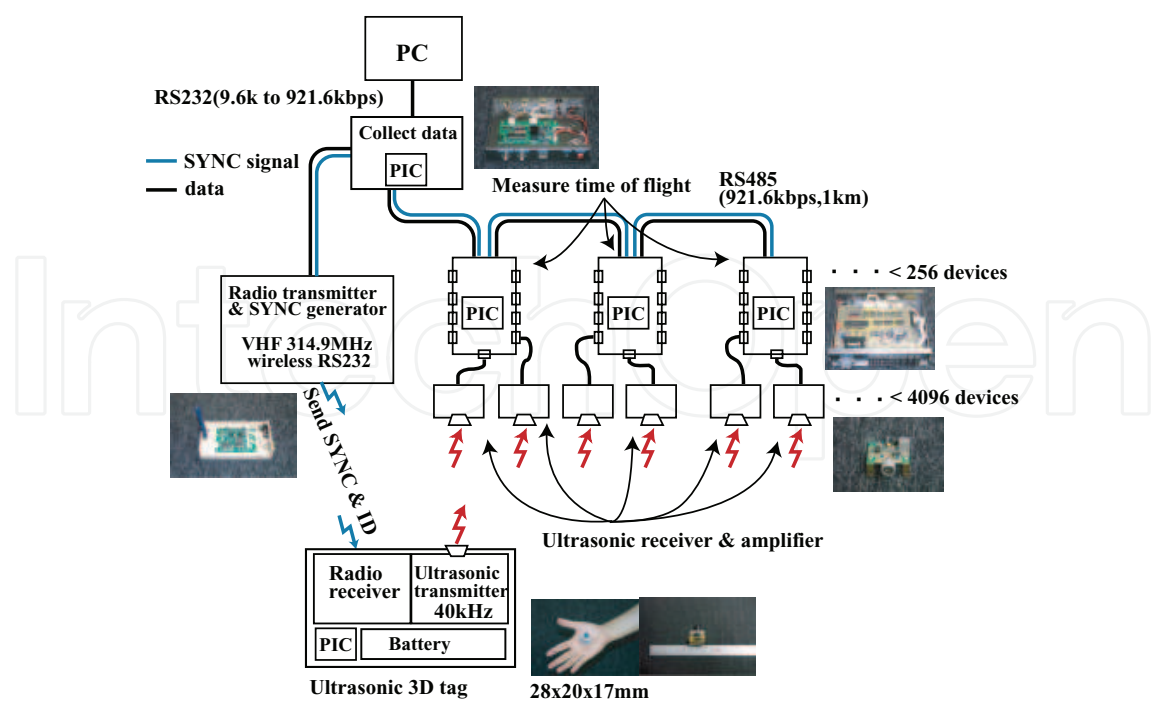 PC
RS232(9.6k to 921.6kbps)
Collect data
PIC
SYNC signal
data
Measure time of flight
RS485
(921.6kbps,1km)
Radio transmitter
& SYNC generator
VHF 314.9MHz
wireless RS232
PIC
PIC
PIC
· · · < 256 devices
· · · · < 4096 devices
Send SYNC & ID
Ultrasonic receiver & amplifier
Radio
receiver
Ultrasonic
transmitter
40kHz
PIC
Battery
Ultrasonic 3D tag
28x20x17mm
IntechOpen